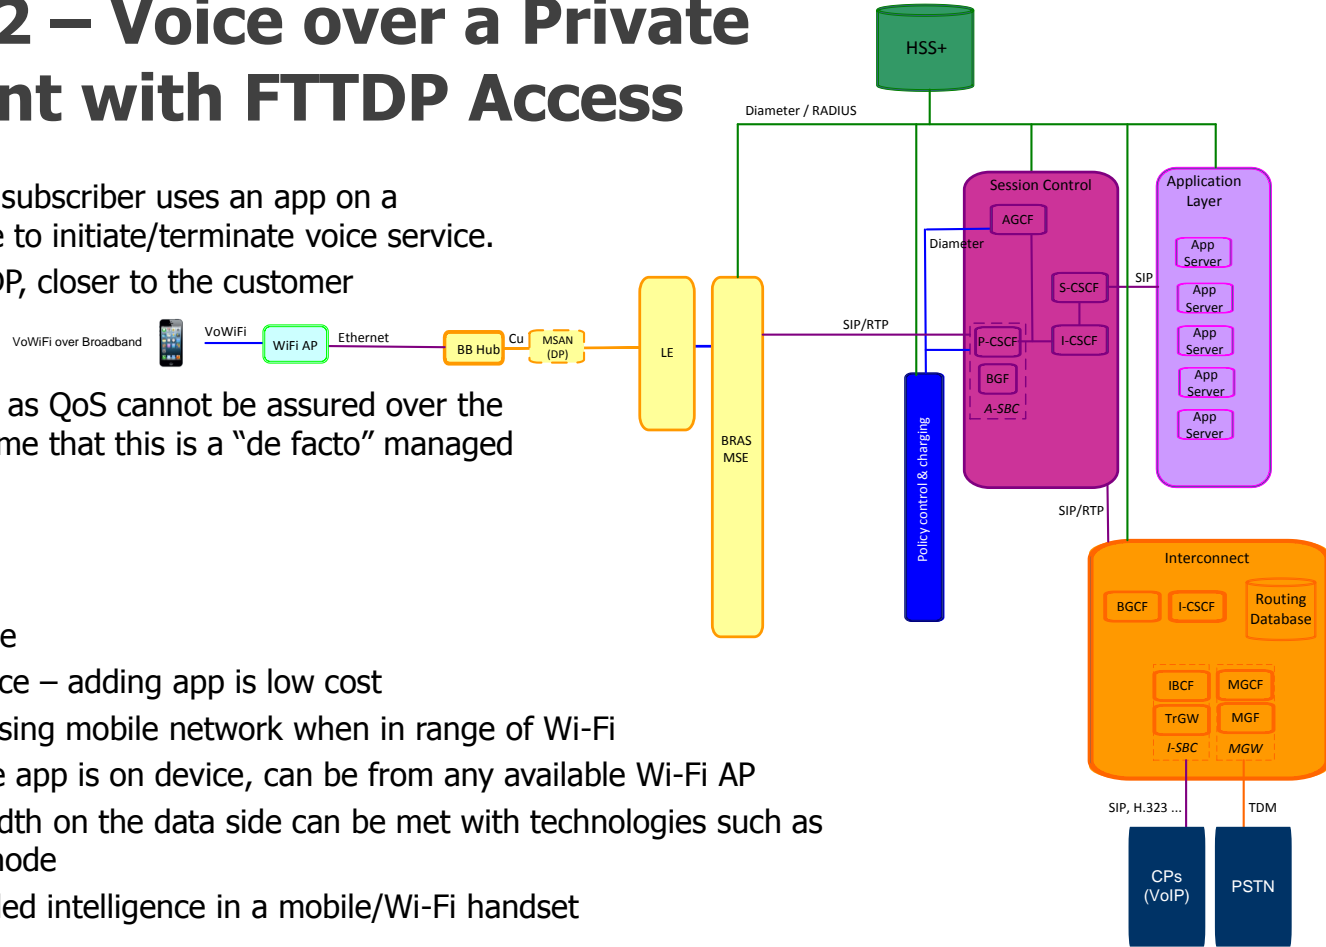 2 – Voice over a Private
nt with FTTDP Access
subscriber uses an app on a
e to initiate/terminate voice service.
DP, closer to the customer
VoWiFi over Broadband
VoWiFi
WiFi AP
Ethernet
BB Hub
Cu
MSAN
(DP)
LE
BRAS
MSE
as QoS cannot be assured over the
me that this is a “de facto” managed
e
ce – adding app is low cost
sing mobile network when in range of Wi-Fi
e app is on device, can be from any available Wi-Fi AP
dth on the data side can be met with technologies such as
node
led intelligence in a mobile/Wi-Fi handset
HSS+
Diameter / RADIUS
Session Control
AGCF
Diameter
S-CSCF
SIP
SIP/RTP
P-CSCF
I-CSCF
BGF
A-SBC
Policy control & charging
Application
Layer
App
Server
App
Server
App
Server
App
Server
App
Server
SIP/RTP
Interconnect
BGCF
I-CSCF
Routing
Database
IBCF
MGCF
TrGW
MGF
I-SBC
MGW
SIP, H.323 ...
TDM
CPs
(VoIP)
PSTN